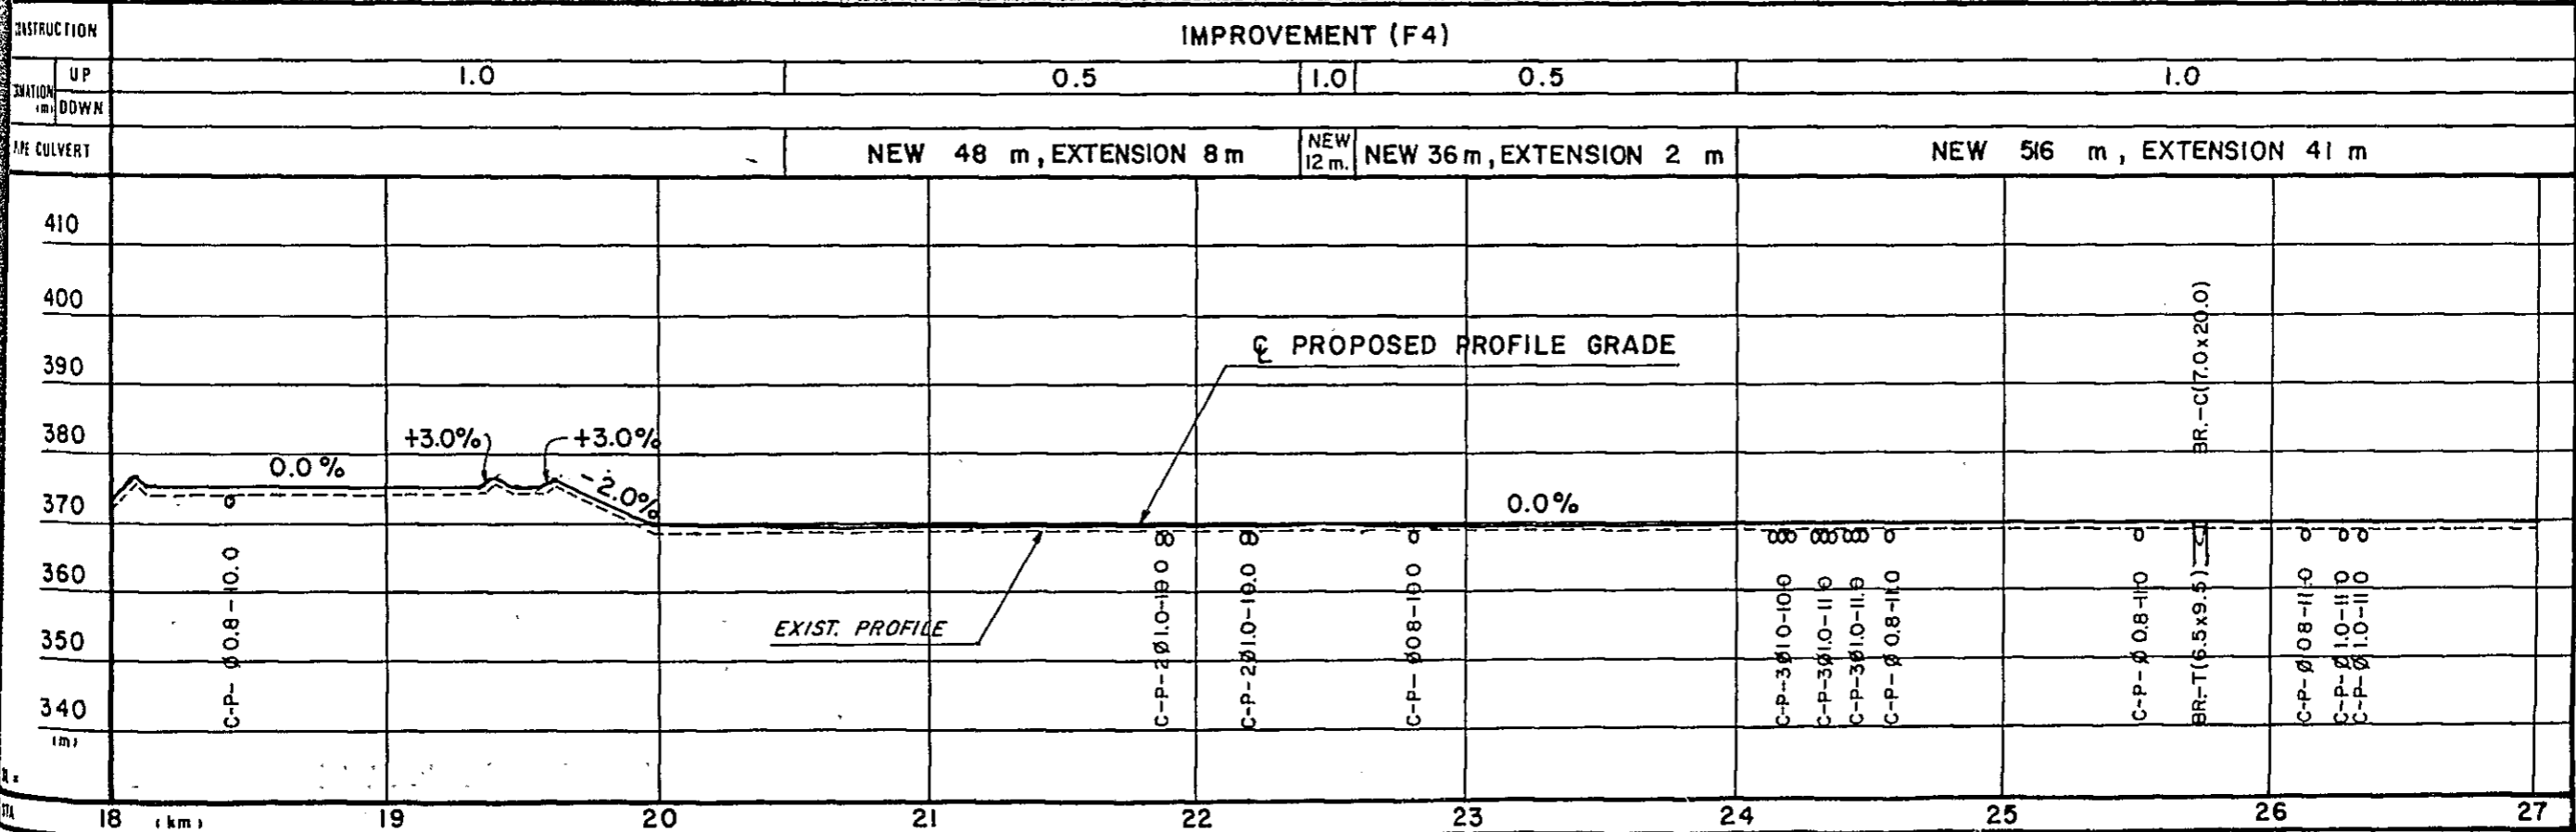 IMPROVEMENT (F4)
UP 1.0 0.5 1.0 0.5 1.0
(m) DOWN
CULVERT NEW 48 m, EXTENSION 8 m NEW 12 m. NEW 36 m, EXTENSION 2 m NEW 516 m, EXTENSION 41 m
410
400
390
380
370
360
350
340
(m)
℄ PROPOSED PROFILE GRADE
+3.0% +3.0%
0.0%
-2.0%
0.0%
EXIST. PROFILE
C-P-Ø0.8-10.0
C-P-2Ø1.0-10.0
C-P-2Ø1.0-10.0
C-P-Ø0.8-10.0
C-P-3Ø1.0-10.0
C-P-3Ø1.0-11.0
C-P-3Ø1.0-11.0
C-P-Ø0.8-11.0
C-P-Ø0.8-11.0
BR.-C(7.0x20.0)
BR.-T(6.5x9.5)
C-P-Ø0.8-11.0
C-P-Ø1.0-11.0
C-P-Ø1.0-11.0
STA 18 (km) 19 20 21 22 23 24 25 26 27